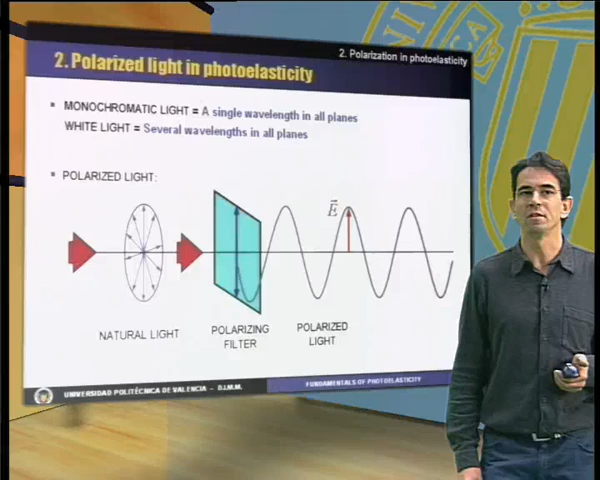 2. Polarization in photoelasticity
2. Polarized light in photoelasticity
▪ MONOCHROMATIC LIGHT = A single wavelength in all planes
WHITE LIGHT = Several wavelengths in all planes
▪ POLARIZED LIGHT:
E
NATURAL LIGHT
POLARIZING
FILTER
POLARIZED
LIGHT
UNIVERSIDAD POLITÉCNICA DE VALENCIA - D.I.M.M.
FUNDAMENTALS OF PHOTOELASTICITY